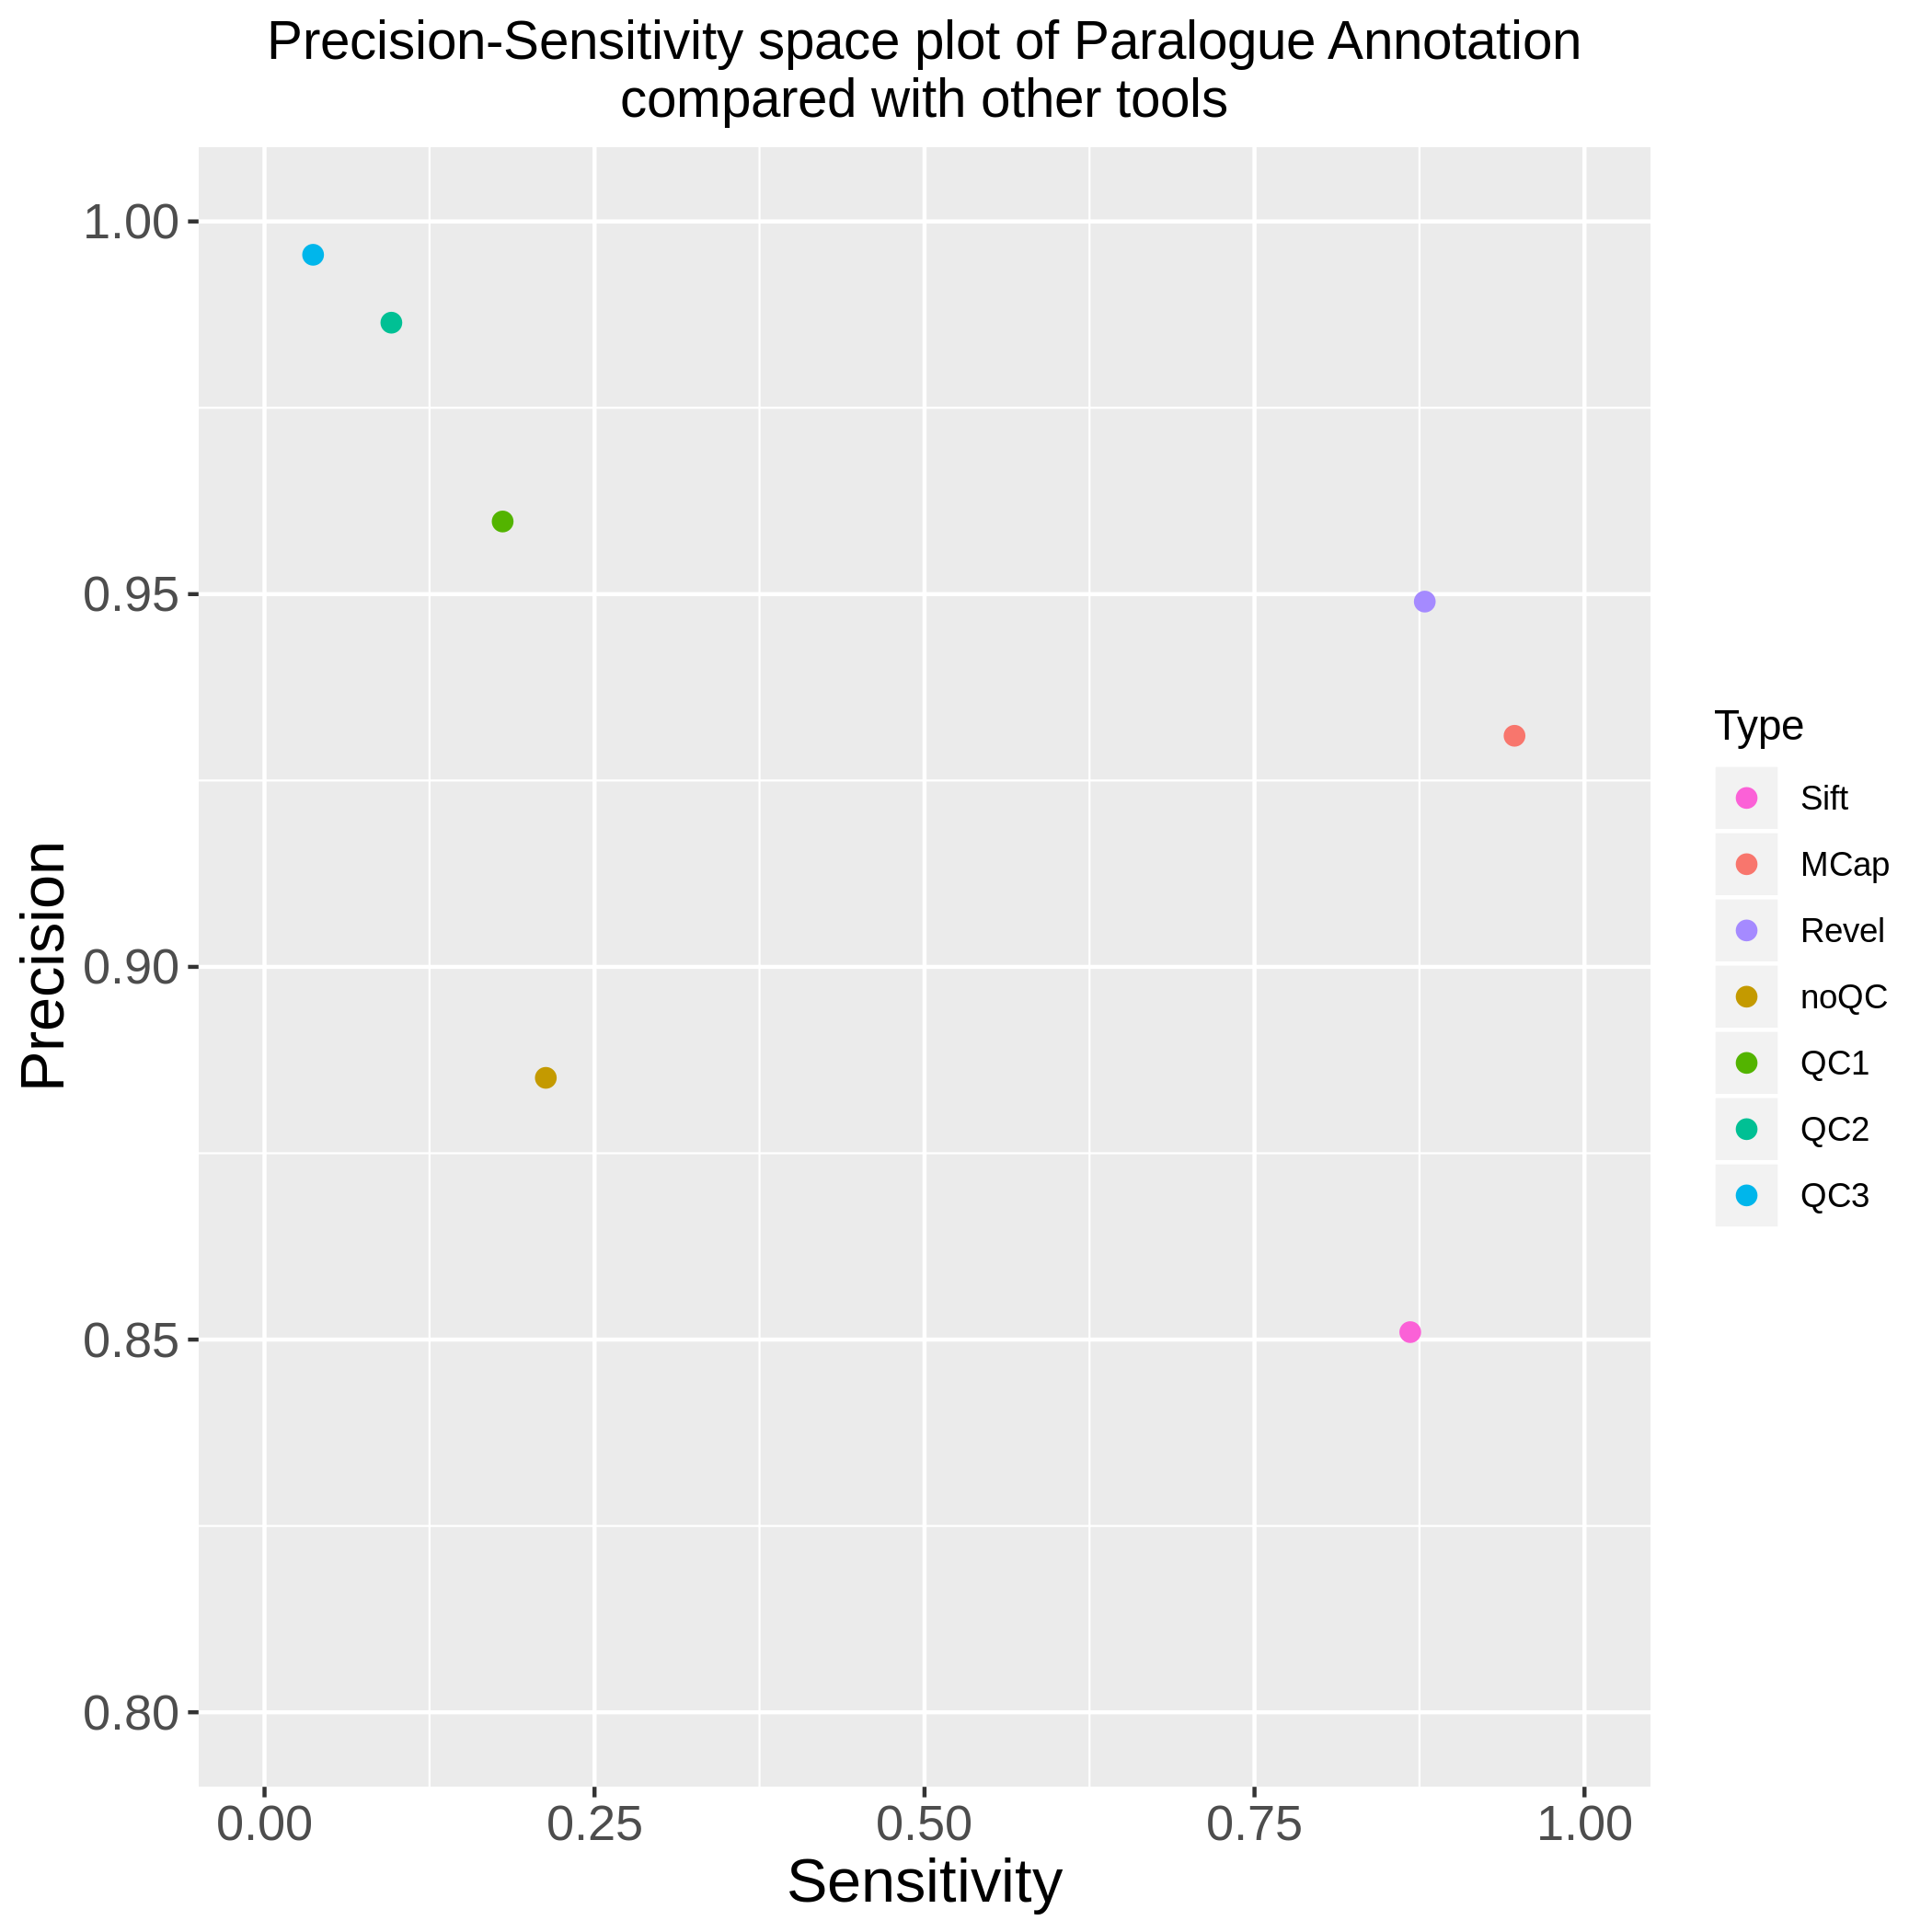 Precision-Sensitivity space plot of Paralogue Annotation
compared with other tools
Precision
1.00
0.95
0.90
0.85
0.80
0.00
0.25
0.50
0.75
1.00
Sensitivity
Type
Sift
MCap
Revel
noQC
QC1
QC2
QC3